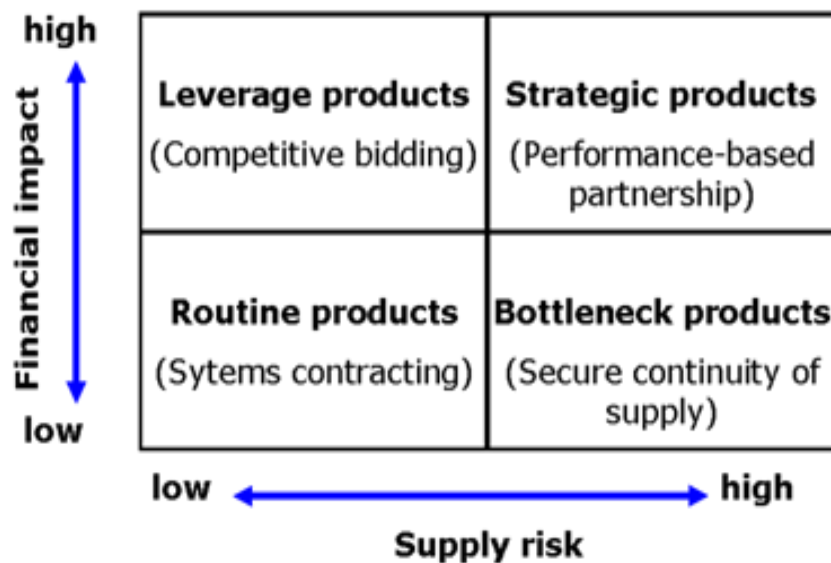 high
Leverage products
(Competitive bidding)
Strategic products
(Performance-based
partnership)
Financial impact
Routine products
(Sytems contracting)
Bottleneck products
(Secure continuity of
supply)
low
low
high
Supply risk